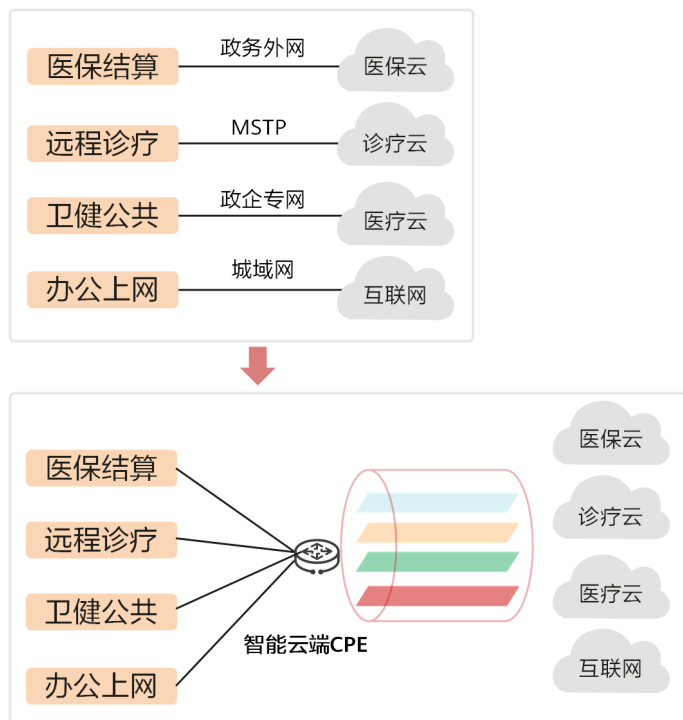 医保结算
政务外网
医保云
远程诊疗
MSTP
诊疗云
卫健公共
政企专网
医疗云
办公上网
城域网
互联网
医保结算
医保云
远程诊疗
诊疗云
卫健公共
医疗云
智能云端CPE
办公上网
互联网